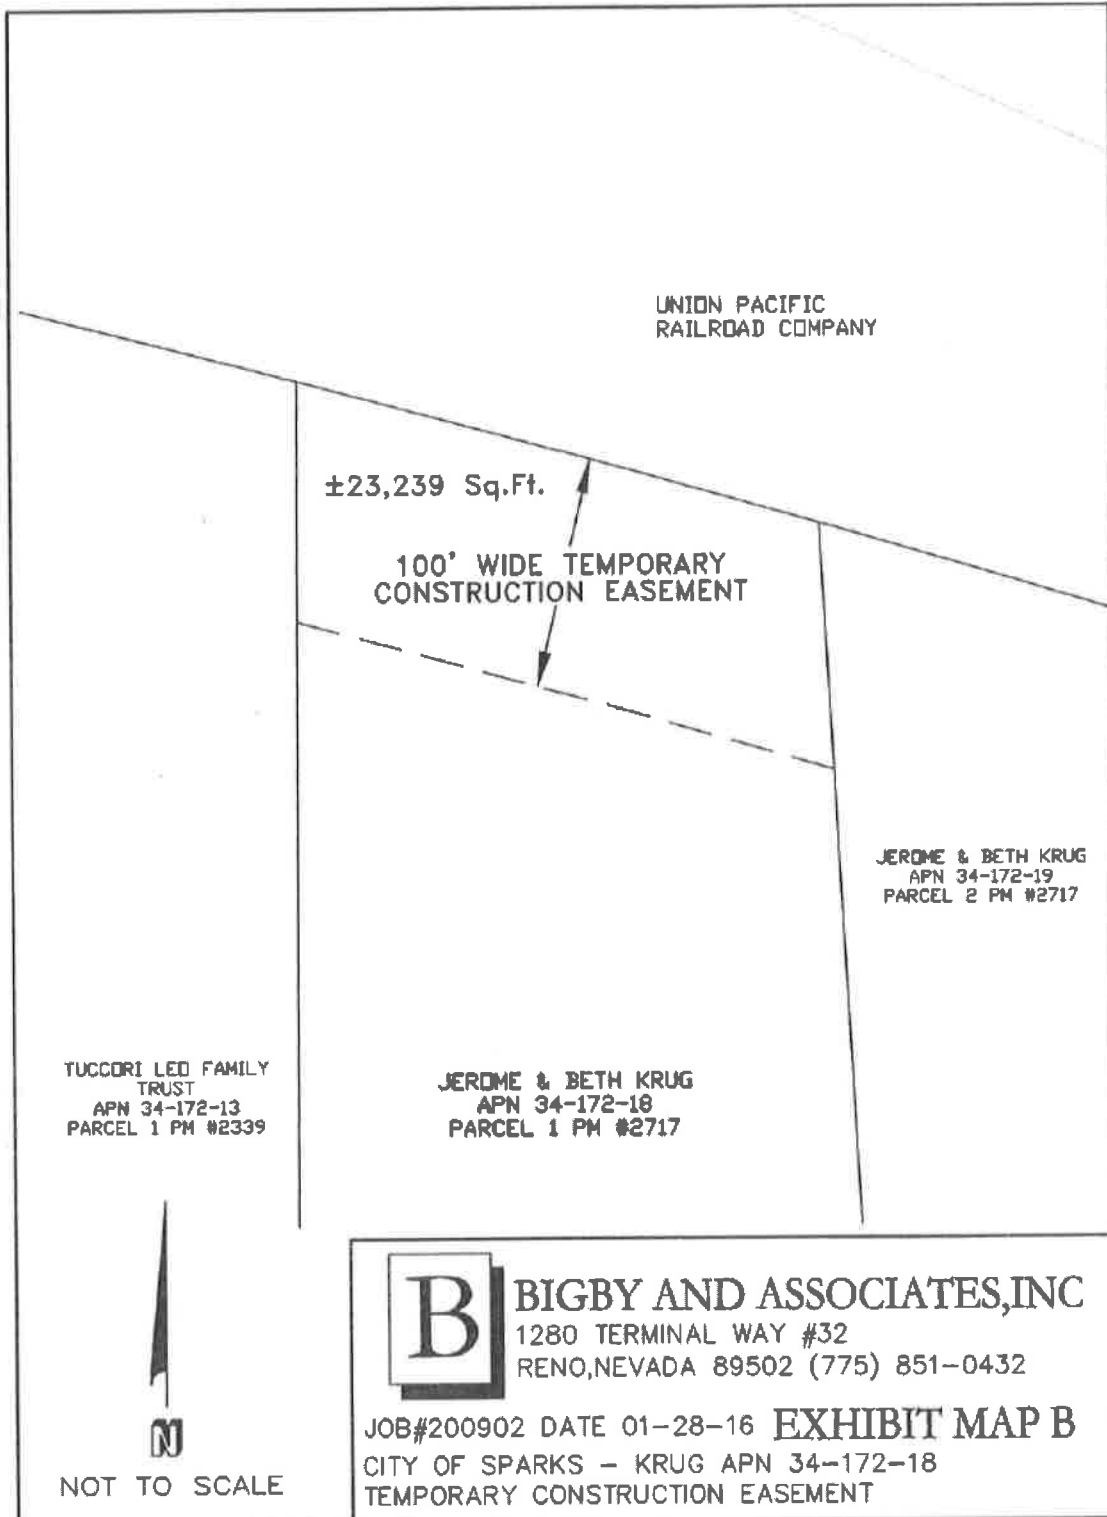 UNION PACIFIC
RAILROAD COMPANY
±23,239 Sq.Ft.
100' WIDE TEMPORARY
CONSTRUCTION EASEMENT
JEROME & BETH KRUG
APN 34-172-19
PARCEL 2 PM #2717
TUCCORI LEO FAMILY
TRUST
APN 34-172-13
PARCEL 1 PM #2339
JEROME & BETH KRUG
APN 34-172-18
PARCEL 1 PM #2717
N
NOT TO SCALE
B
BIGBY AND ASSOCIATES,INC
1280 TERMINAL WAY #32
RENO,NEVADA 89502 (775) 851-0432
JOB#200902 DATE 01-28-16 EXHIBIT MAP B
CITY OF SPARKS - KRUG APN 34-172-18
TEMPORARY CONSTRUCTION EASEMENT